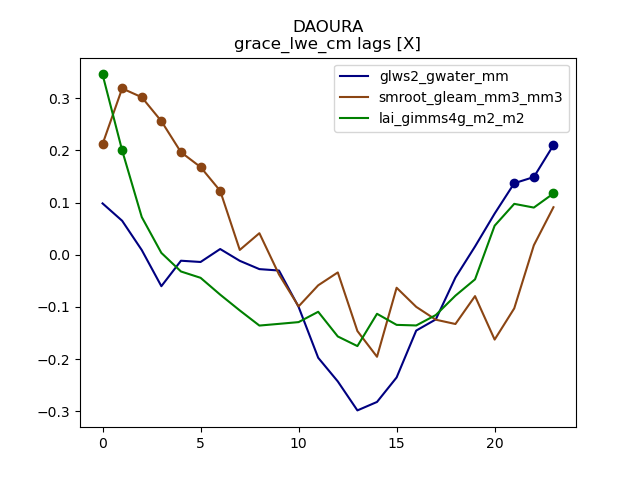 DAOURA
grace_lwe_cm lags [X]
glws2_gwater_mm
smroot_gleam_mm3_mm3
lai_gimms4g_m2_m2
0.3
0.2
0.1
0.0
−0.1
−0.2
−0.3
0 5 10 15 20